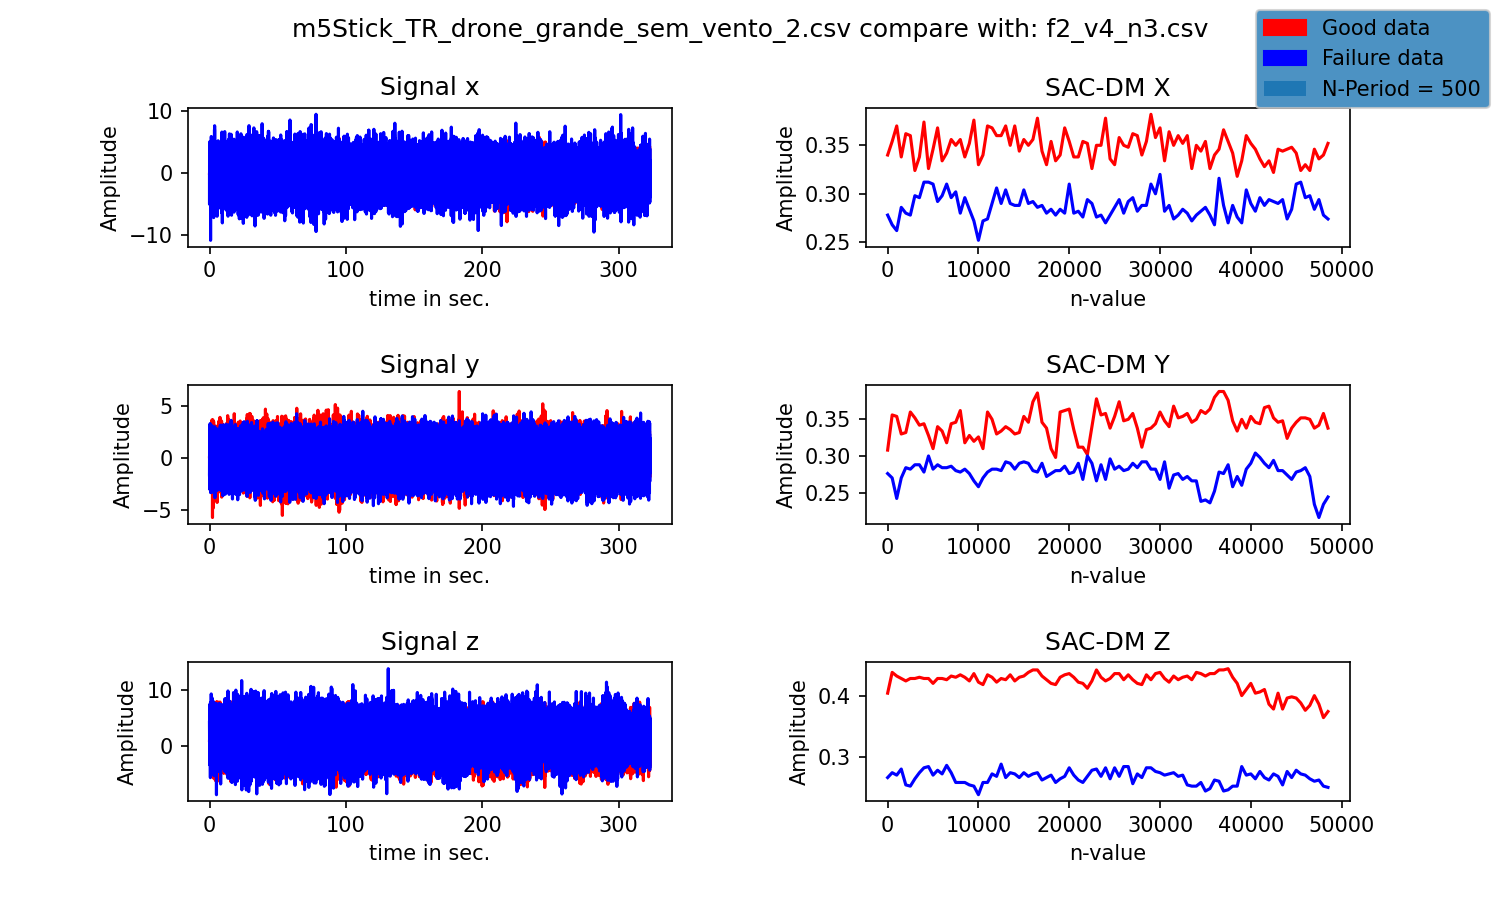 m5Stick_TR_drone_grande_sem_vento_2.csv compare with: f2_v4_n3.csv
Good data
Failure data
N-Period = 500
Signal x
Amplitude
10
0
−10
0 100 200 300
time in sec.
SAC-DM X
Amplitude
0.35
0.30
0.25
0 10000 20000 30000 40000 50000
n-value
Signal y
Amplitude
5
0
−5
0 100 200 300
time in sec.
SAC-DM Y
Amplitude
0.35
0.30
0.25
0 10000 20000 30000 40000 50000
n-value
Signal z
Amplitude
10
0
0 100 200 300
time in sec.
SAC-DM Z
Amplitude
0.4
0.3
0 10000 20000 30000 40000 50000
n-value